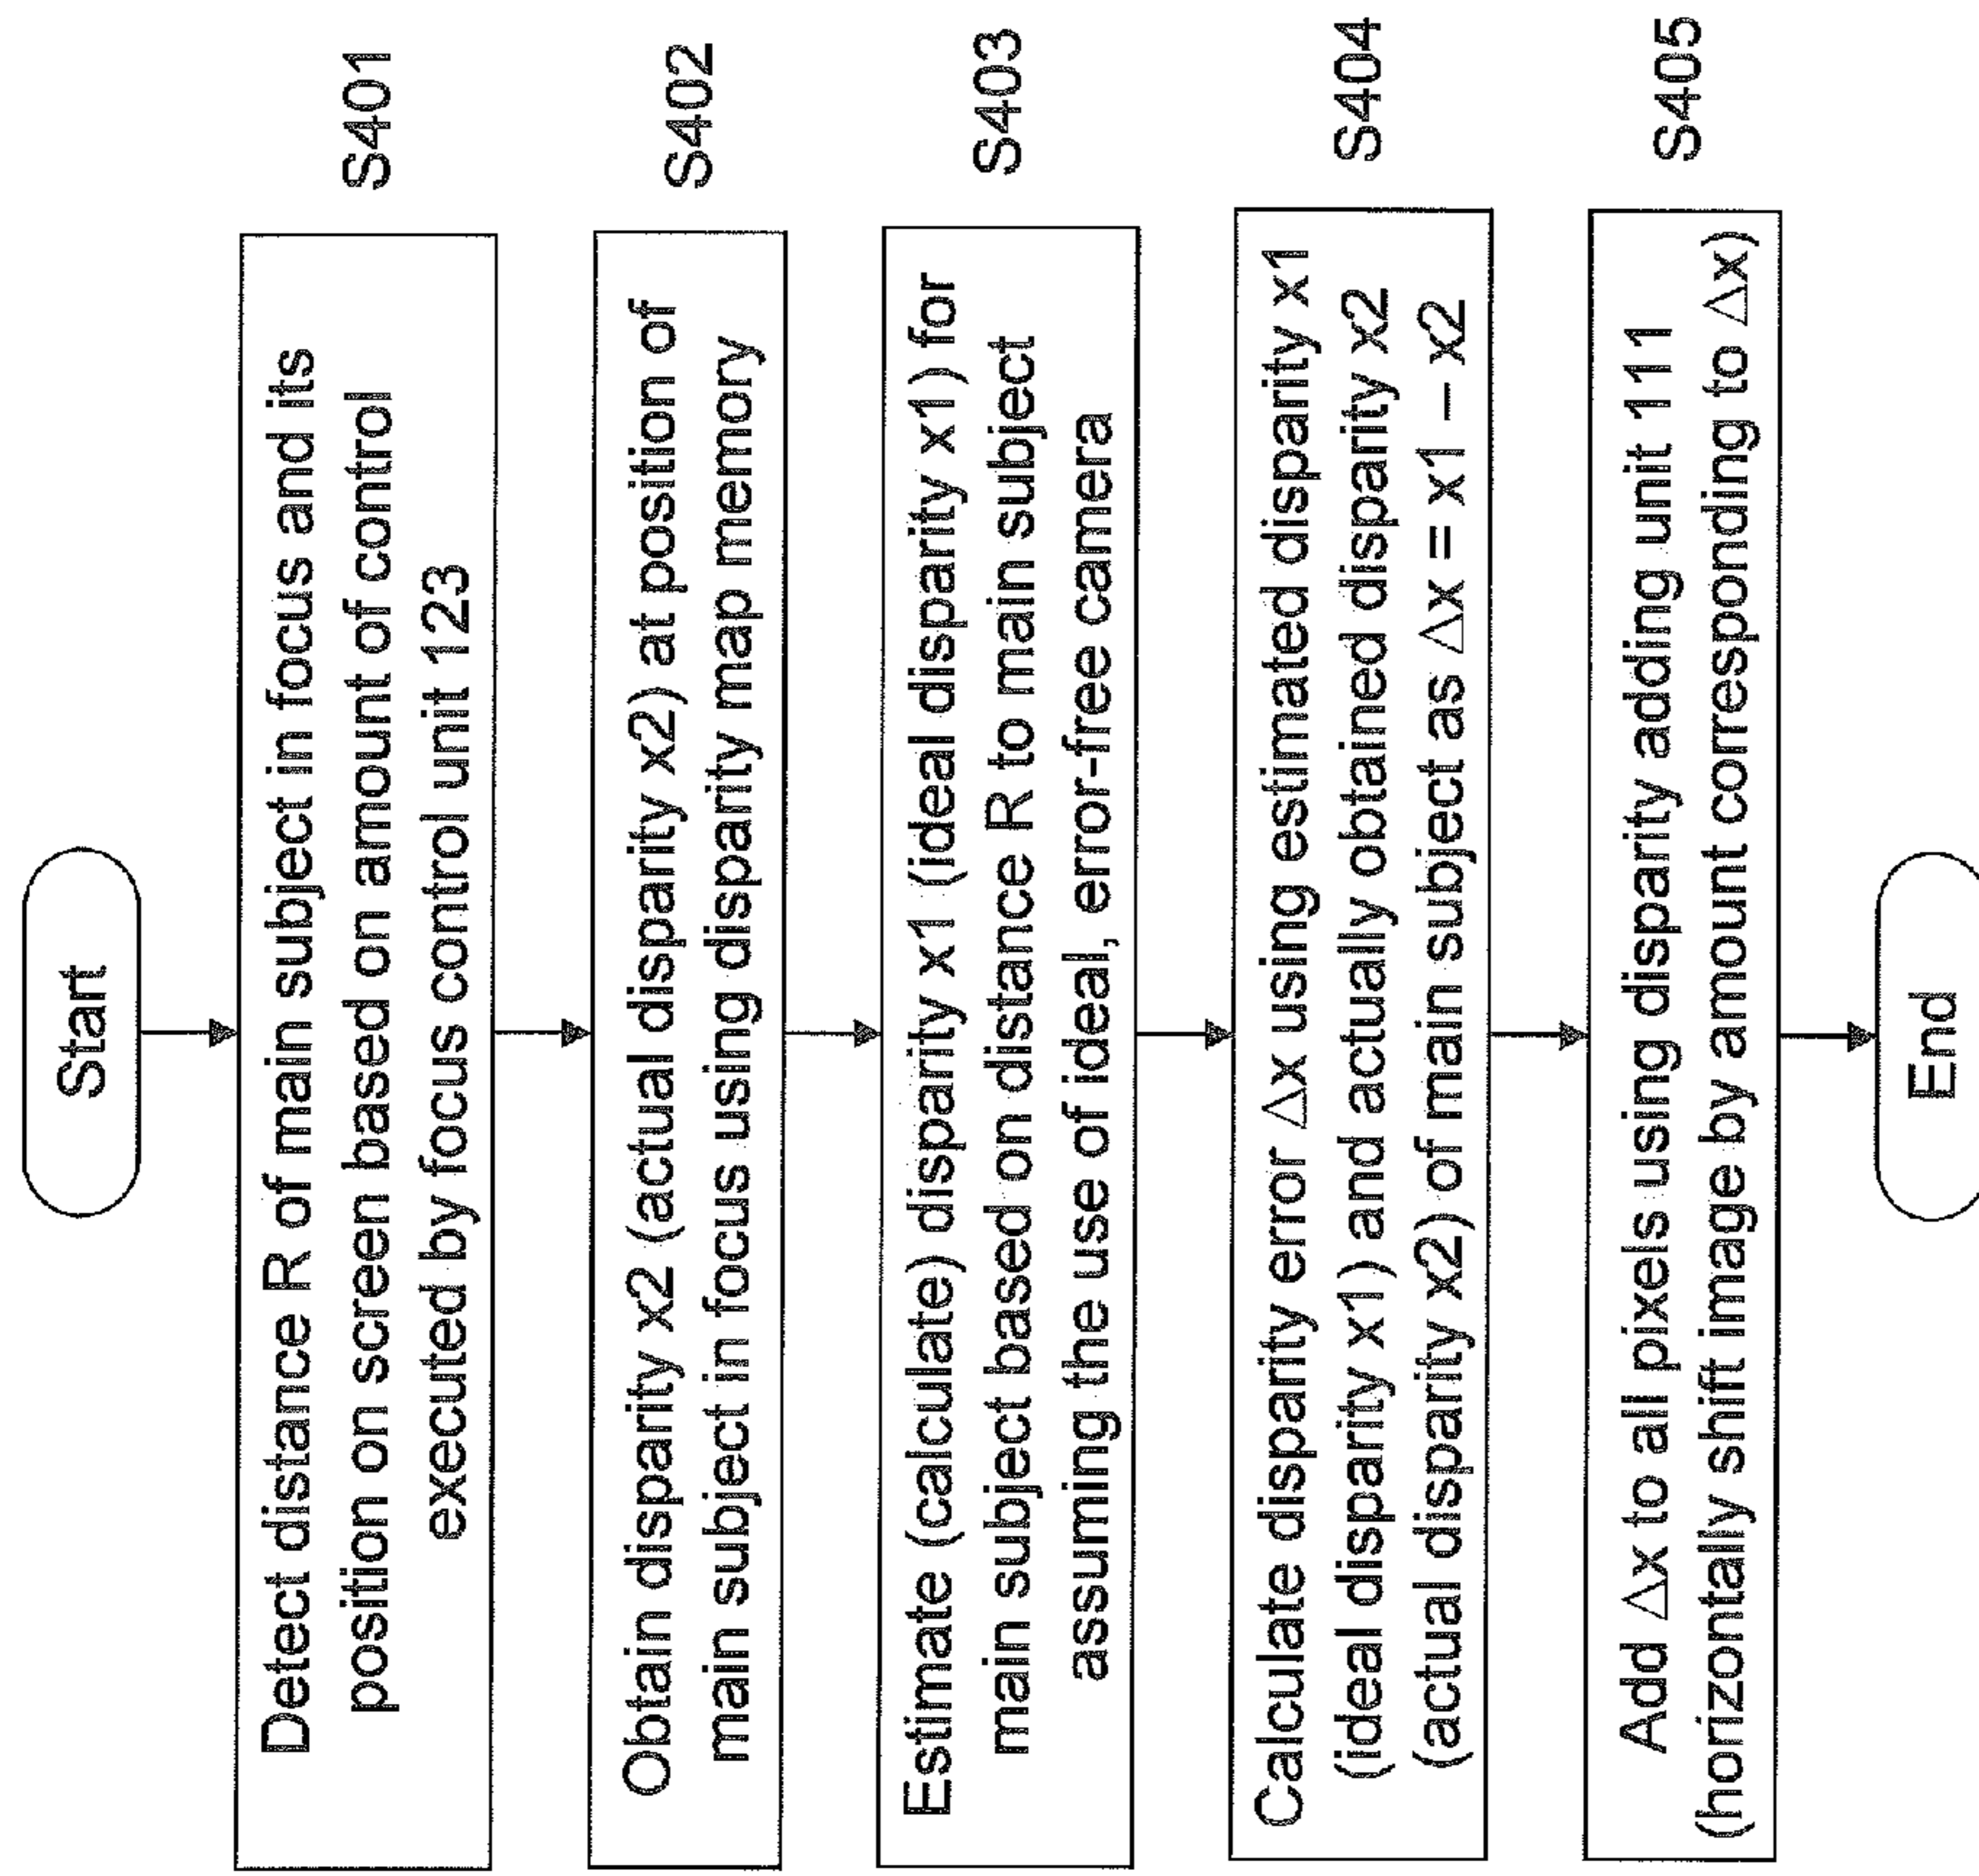 Start
Detect distance R of main subject in focus and its
position on screen based on amount of control
executed by focus control unit 123
S401
Obtain disparity x2 (actual disparity x2) at position of
main subject in focus using disparity map memory
S402
Estimate (calculate) disparity x1 (ideal disparity x1) for
main subject based on distance R to main subject
assuming the use of ideal, error-free camera
S403
Calculate disparity error △x using estimated disparity x1
(ideal disparity x1) and actually obtained disparity x2
(actual disparity x2) of main subject as △x = x1 – x2
S404
Add △x to all pixels using disparity adding unit 111
(horizontally shift image by amount corresponding to △x)
S405
End